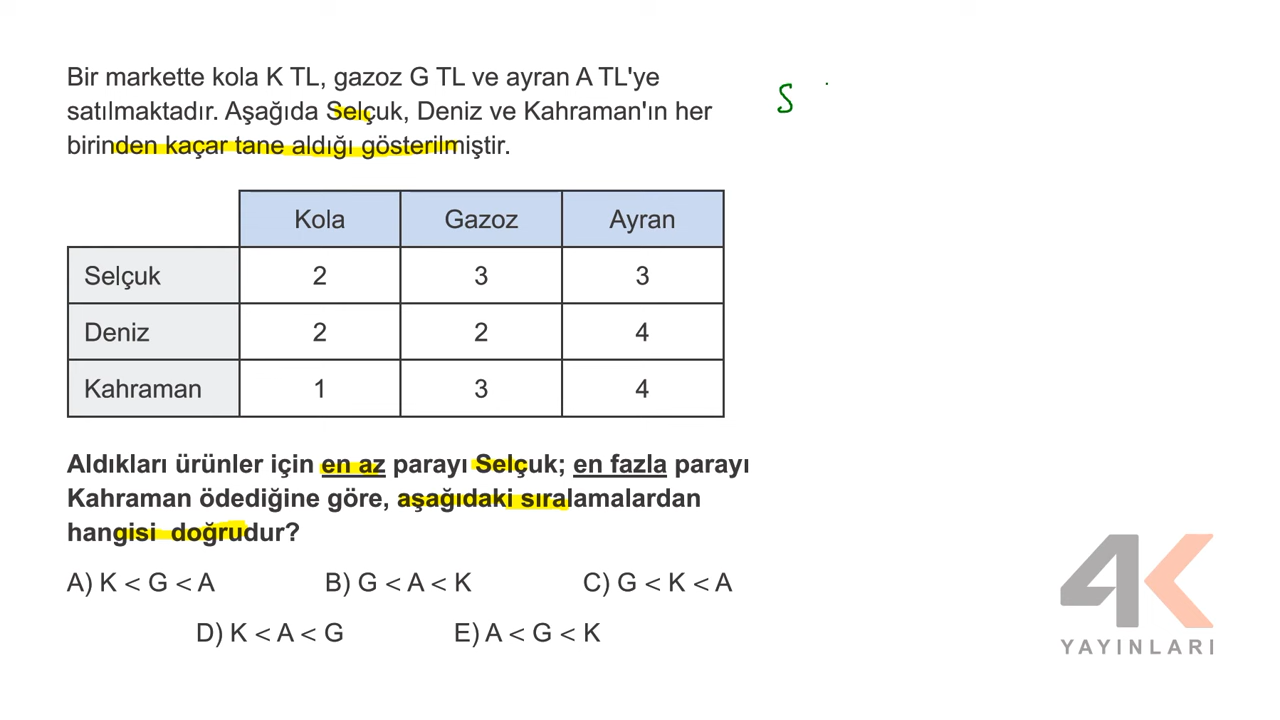 Bir markette kola K TL, gazoz G TL ve ayran A TL'ye
satılmaktadır. Aşağıda Selçuk, Deniz ve Kahraman'ın her
birinden kaçar tane aldığı gösterilmiştir.
S
Kola Gazoz Ayran
Selçuk 2 3 3
Deniz 2 2 4
Kahraman 1 3 4
Aldıkları ürünler için en az parayı Selçuk; en fazla parayı
Kahraman ödediğine göre, aşağıdaki sıralamalardan
hangisi doğrudur?
A) K < G < A B) G < A < K C) G < K < A
D) K < A < G E) A < G < K
4K
YAYINLARI